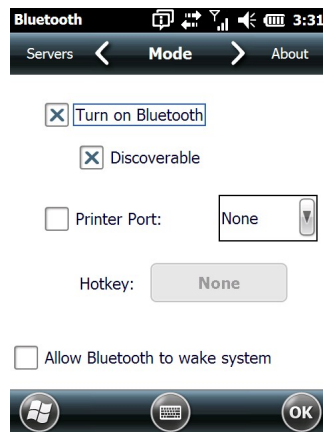 Bluetooth 3:31
Servers Mode About
Turn on Bluetooth
Discoverable
Printer Port: None
Hotkey: None
Allow Bluetooth to wake system
OK